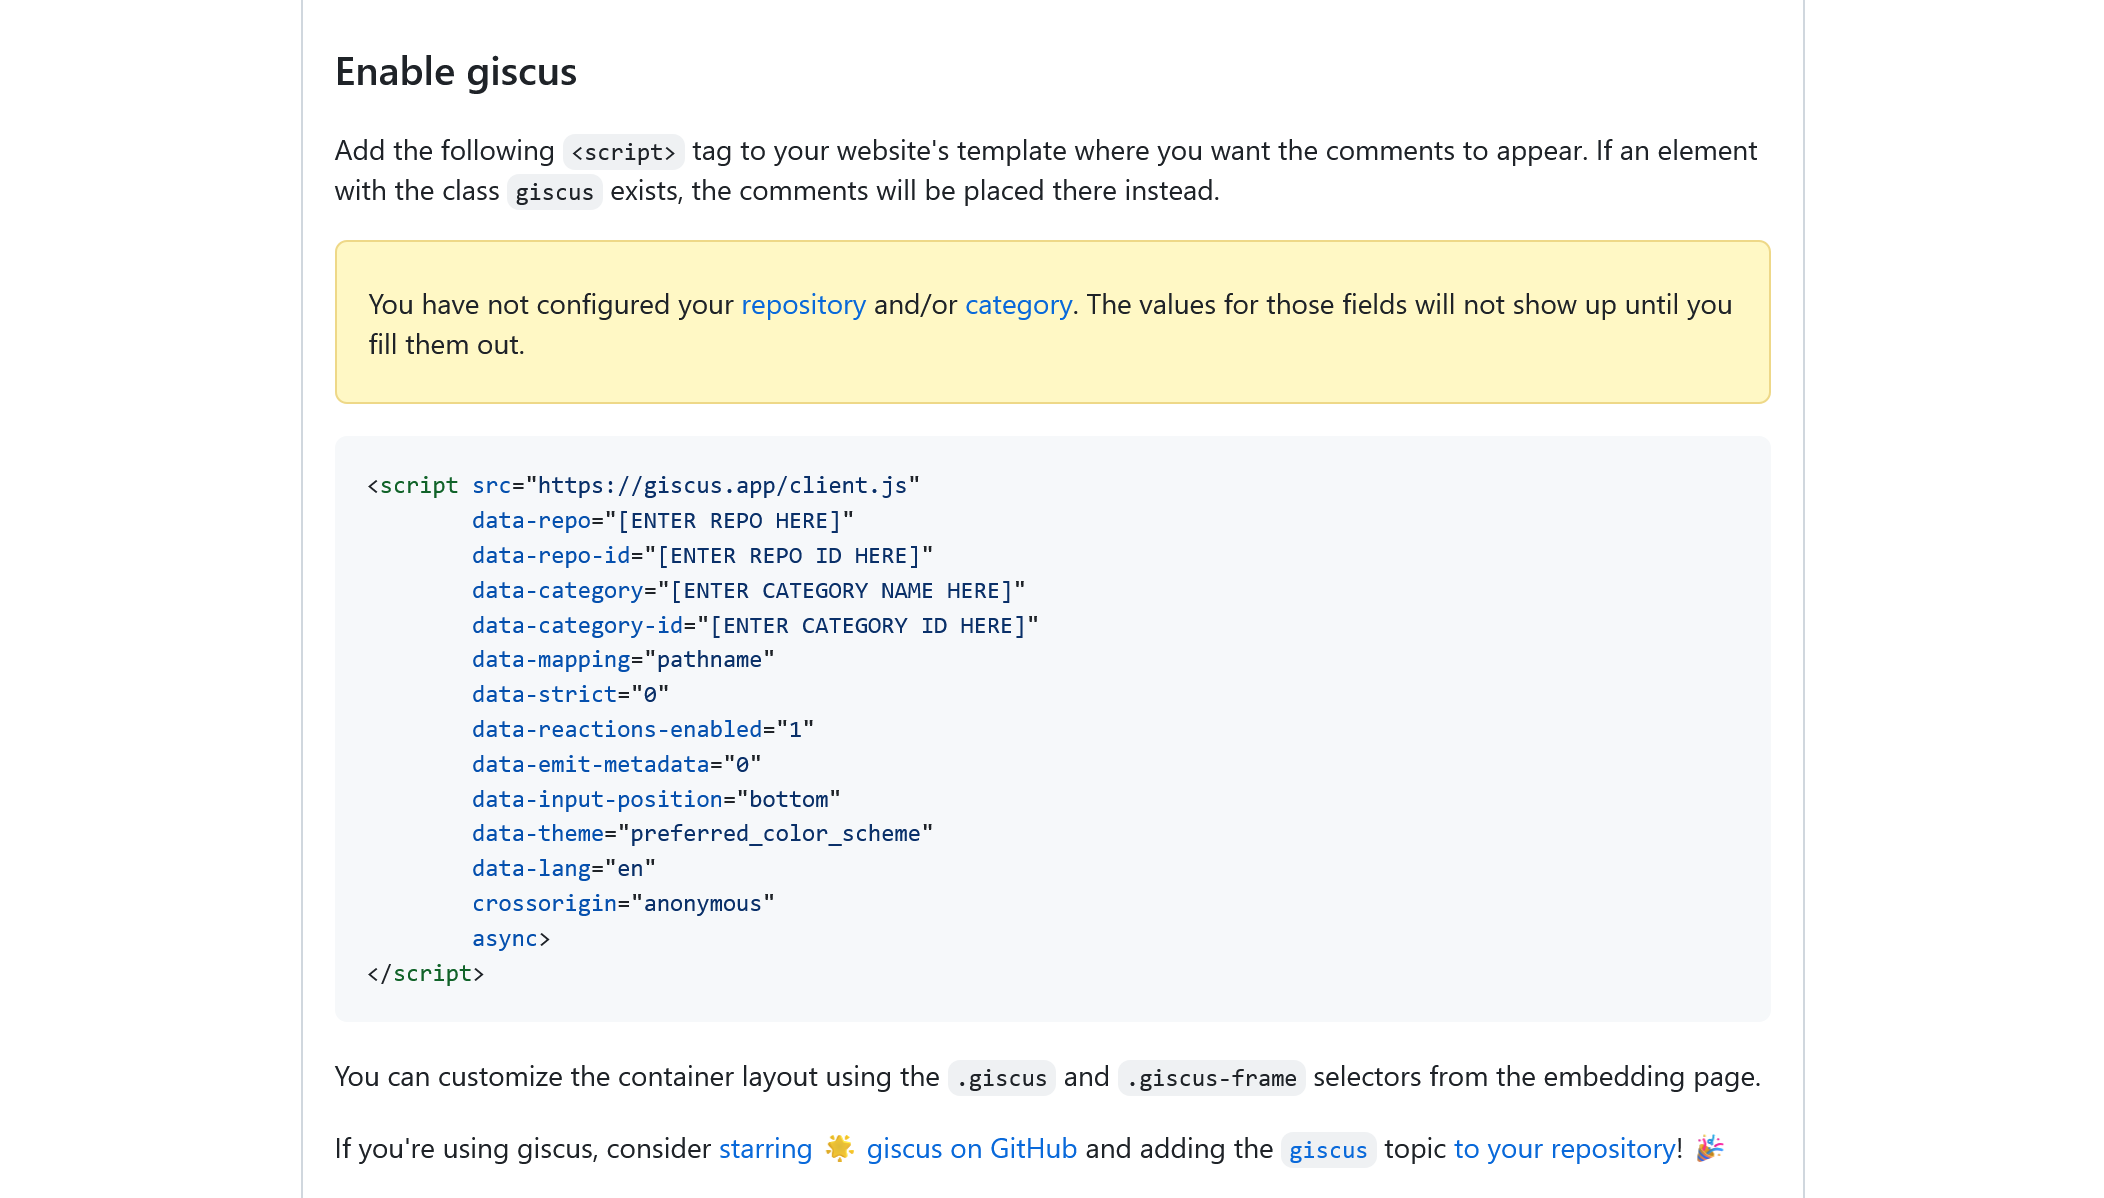 Enable giscus
Add the following <script> tag to your website's template where you want the comments to appear. If an element
with the class giscus exists, the comments will be placed there instead.
You have not configured your repository and/or category. The values for those fields will not show up until you
fill them out.
<script src="https://giscus.app/client.js"
        data-repo="[ENTER REPO HERE]"
        data-repo-id="[ENTER REPO ID HERE]"
        data-category="[ENTER CATEGORY NAME HERE]"
        data-category-id="[ENTER CATEGORY ID HERE]"
        data-mapping="pathname"
        data-strict="0"
        data-reactions-enabled="1"
        data-emit-metadata="0"
        data-input-position="bottom"
        data-theme="preferred_color_scheme"
        data-lang="en"
        crossorigin="anonymous"
        async>
</script>
You can customize the container layout using the .giscus and .giscus-frame selectors from the embedding page.
If you're using giscus, consider starring 🌟 giscus on GitHub and adding the giscus topic to your repository! 🎉